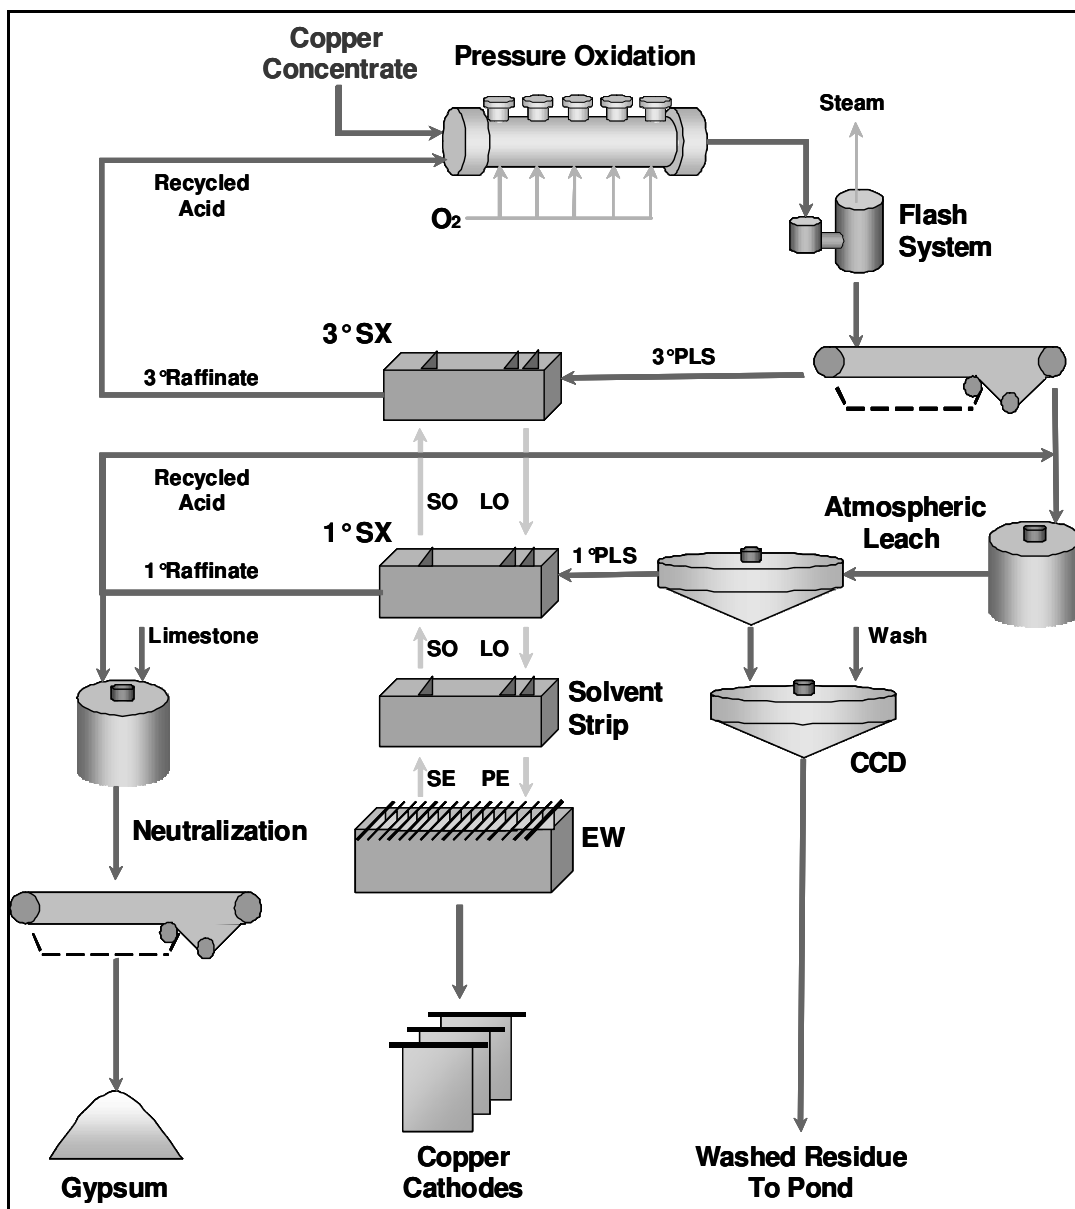 Copper
Concentrate
Pressure Oxidation
Steam
Recycled
Acid
O2
Flash
System
3°SX
3°PLS
3°Raffinate
Recycled
Acid
SO LO
Atmospheric
Leach
1°SX
1°PLS
1°Raffinate
Limestone
SO LO
Wash
Solvent
Strip
CCD
SE PE
Neutralization
EW
Gypsum
Copper
Cathodes
Washed Residue
To Pond